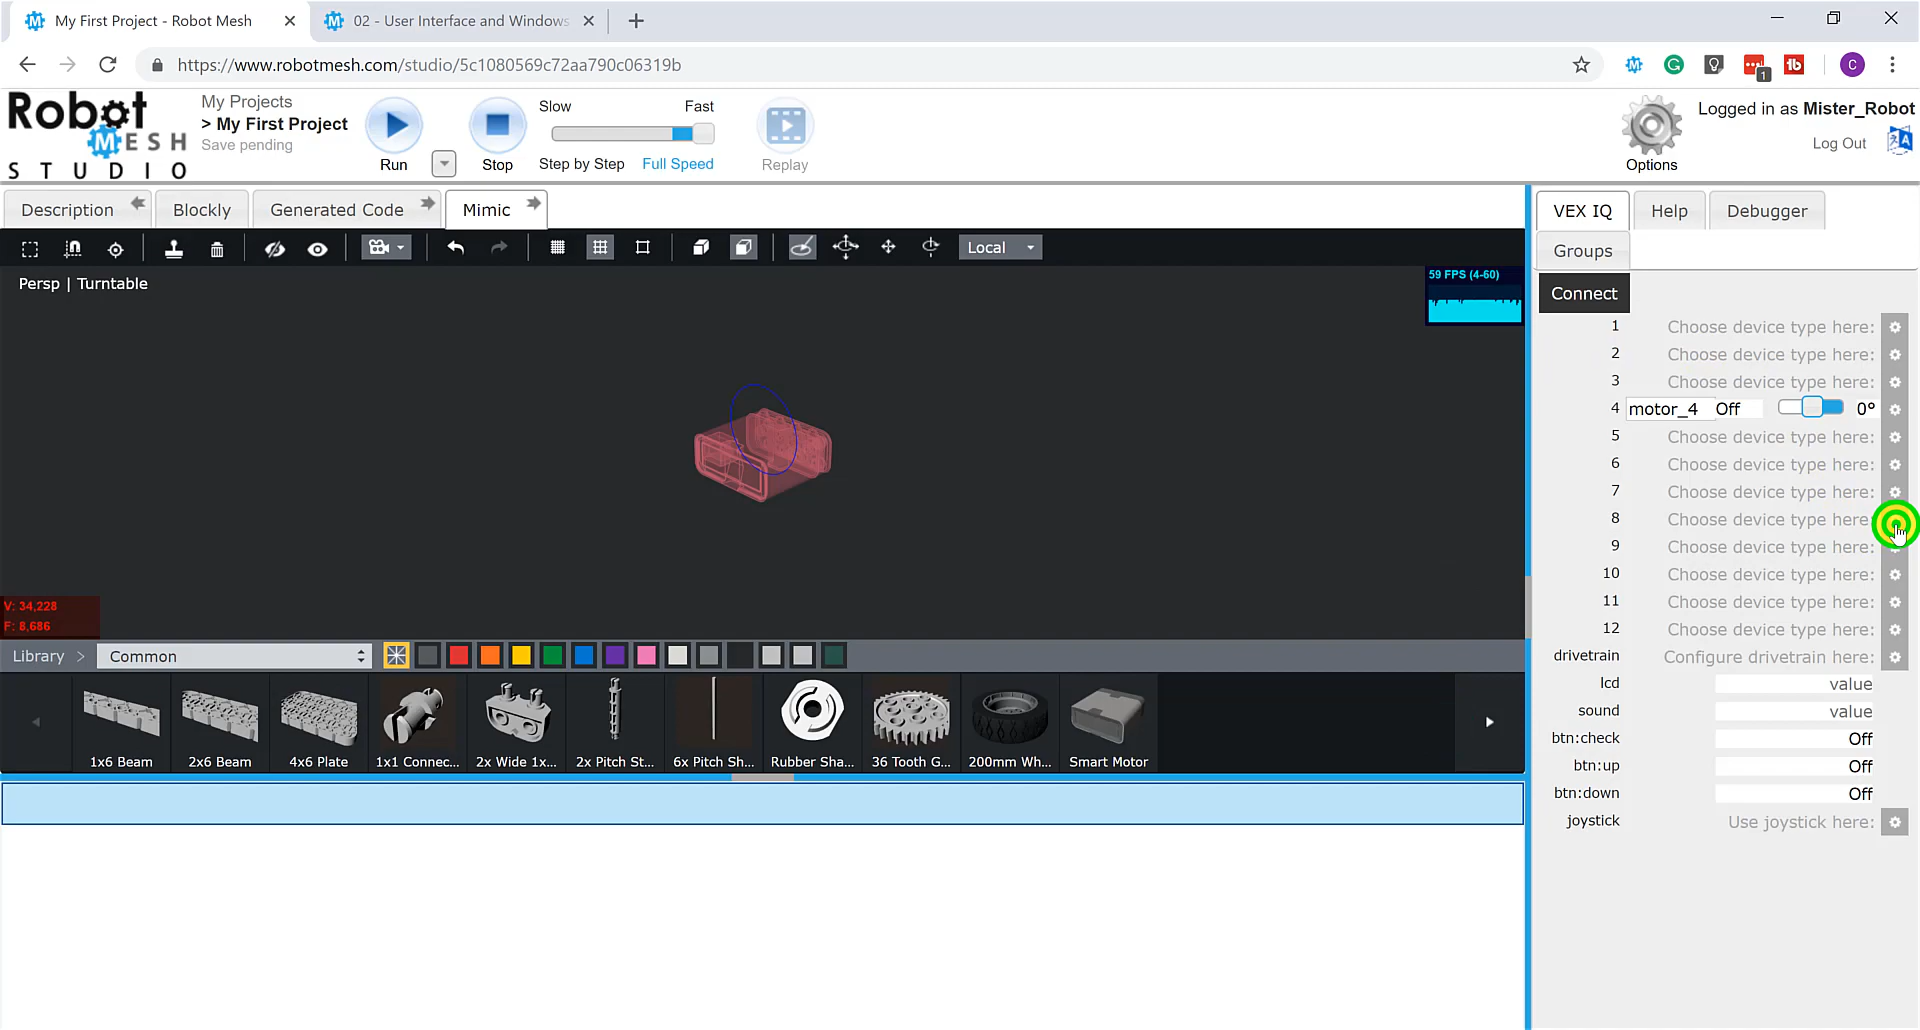 My First Project - Robot Mesh
02 - User Interface and Windows
https://www.robotmesh.com/studio/5c1080569c72aa790c06319b
1
C
Robot
MESH
STUDIO
My Projects
> My First Project
Save pending
Run
Stop
Slow
Fast
Step by Step
Full Speed
Replay
Options
Logged in as Mister_Robot
Log Out
Description
Blockly
Generated Code
Mimic
VEX IQ
Help
Debugger
Groups
Local
Persp | Turntable
59 FPS (4-60)
Connect
1 Choose device type here:
2 Choose device type here:
3 Choose device type here:
4 motor_4 Off 0°
5 Choose device type here:
6 Choose device type here:
7 Choose device type here:
8 Choose device type here:
9 Choose device type here:
10 Choose device type here:
11 Choose device type here:
12 Choose device type here:
drivetrain Configure drivetrain here:
lcd value
sound value
btn:check Off
btn:up Off
btn:down Off
joystick Use joystick here:
V: 34,228
F: 8,686
Library >
Common
1x6 Beam
2x6 Beam
4x6 Plate
1x1 Connec...
2x Wide 1x...
2x Pitch St...
6x Pitch Sh...
Rubber Sha...
36 Tooth G...
200mm Wh...
Smart Motor